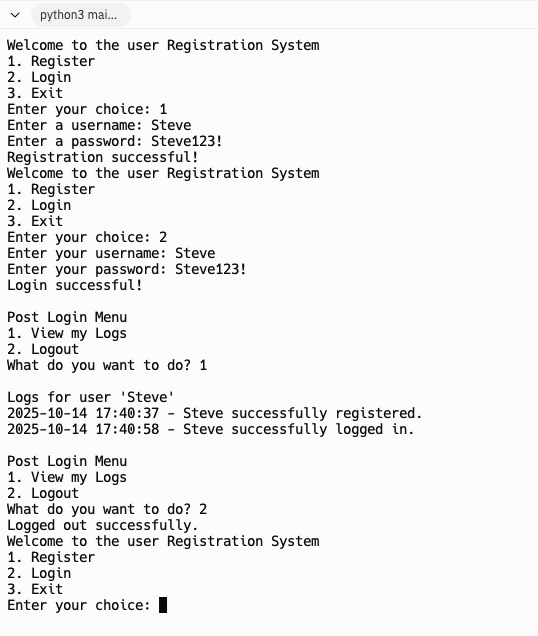 python3 mai...
Welcome to the user Registration System
1. Register
2. Login
3. Exit
Enter your choice: 1
Enter a username: Steve
Enter a password: Steve123!
Registration successful!
Welcome to the user Registration System
1. Register
2. Login
3. Exit
Enter your choice: 2
Enter your username: Steve
Enter your password: Steve123!
Login successful!
Post Login Menu
1. View my Logs
2. Logout
What do you want to do? 1
Logs for user 'Steve'
2025-10-14 17:40:37 - Steve successfully registered.
2025-10-14 17:40:58 - Steve successfully logged in.
Post Login Menu
1. View my Logs
2. Logout
What do you want to do? 2
Logged out successfully.
Welcome to the user Registration System
1. Register
2. Login
3. Exit
Enter your choice: